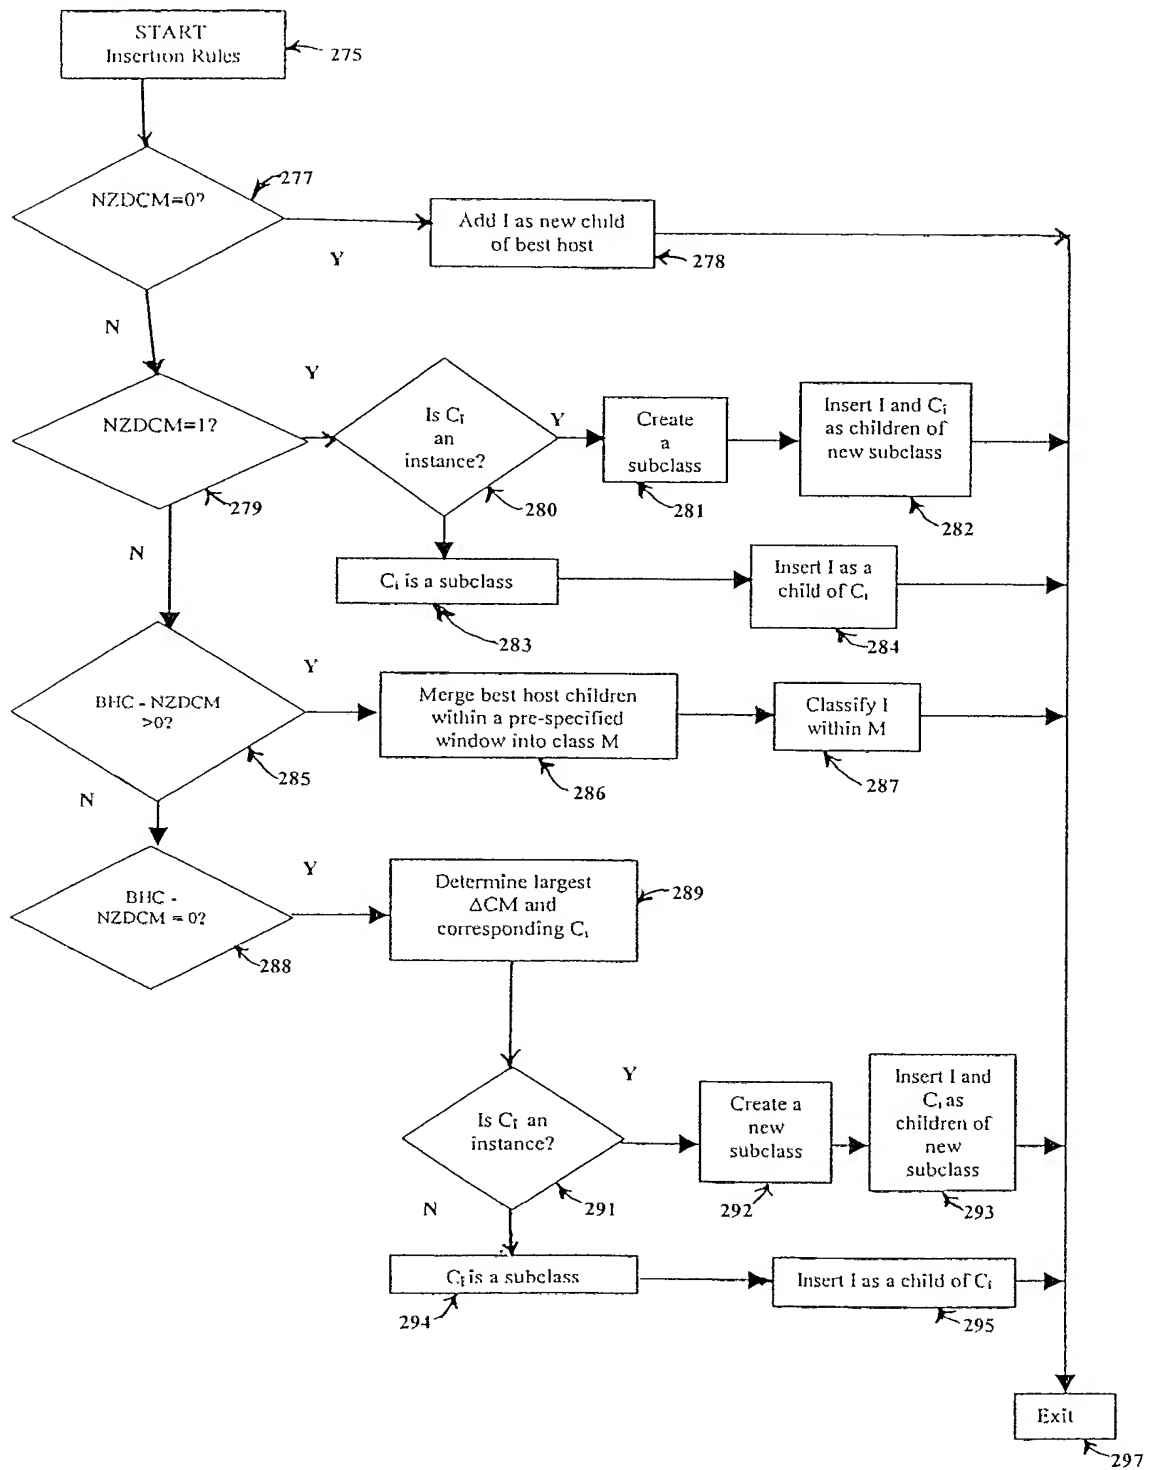 START
Insertion Rules
275
NZDCM=0?
277
Add I as new child
of best host
278
Y
N
NZDCM=1?
279
Y
Is Ci
an
instance?
280
Y
Create
a
subclass
281
Insert I and Ci
as children of
new subclass
282
N
Ci is a subclass
283
Insert I as a
child of Ci
284
BHC - NZDCM
>0?
285
Y
Merge best host children
within a pre-specified
window into class M
286
Classify I
within M
287
N
BHC -
NZDCM = 0?
288
Y
Determine largest
ΔCM and
corresponding Ci
289
Is Ci an
instance?
291
Y
Create a
new
subclass
292
Insert I and
Ci as
children of
new
subclass
293
N
Ci is a subclass
294
Insert I as a child of Ci
295
Exit
297